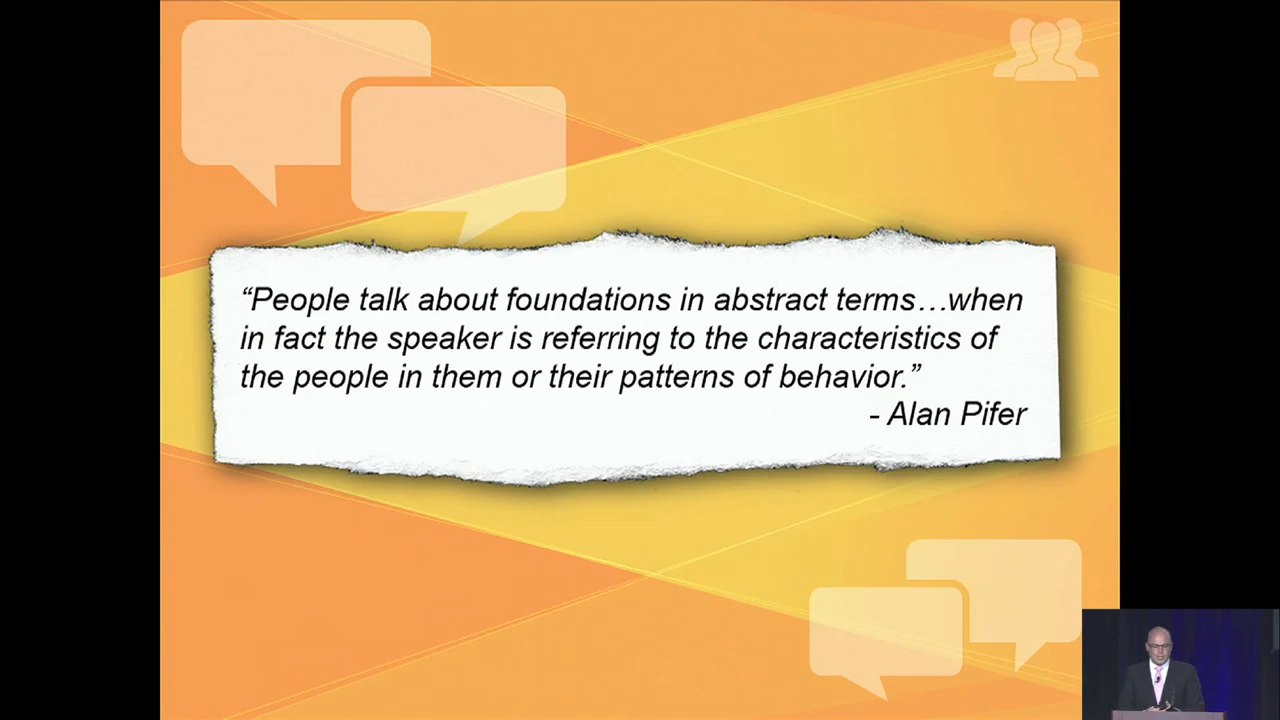 “People talk about foundations in abstract terms…when
in fact the speaker is referring to the characteristics of
the people in them or their patterns of behavior.”
- Alan Pifer